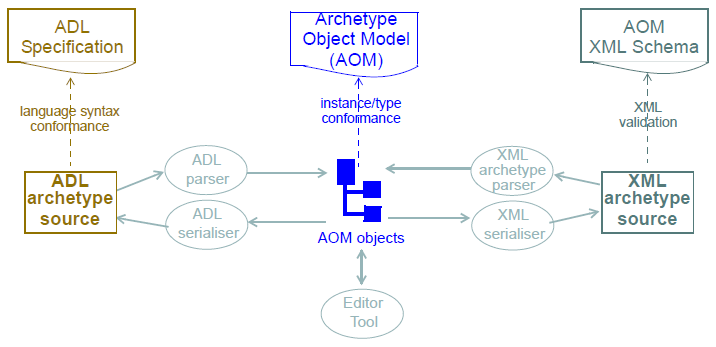 ADL
Specification
Archetype
Object Model
(AOM)
AOM
XML Schema
language syntax
conformance
instance/type
conformance
XML
validation
ADL
parser
XML
archetype
parser
ADL
archetype
source
XML
archetype
source
ADL
serialiser
XML
serialiser
AOM objects
Editor
Tool